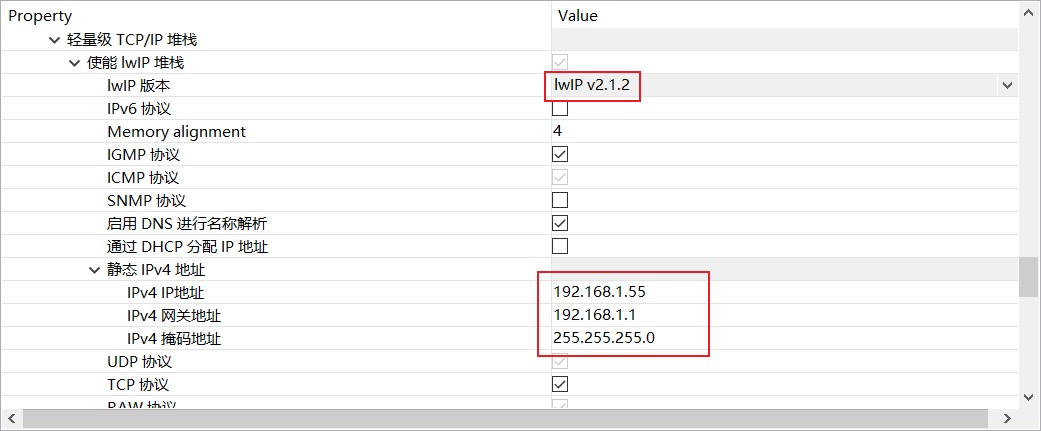 Property Value
轻量级 TCP/IP 堆栈
使能 lwIP 堆栈
lwIP 版本 lwIP v2.1.2
IPv6 协议
Memory alignment 4
IGMP 协议
ICMP 协议
SNMP 协议
启用 DNS 进行名称解析
通过 DHCP 分配 IP 地址
静态 IPv4 地址
IPv4 IP地址 192.168.1.55
IPv4 网关地址 192.168.1.1
IPv4 掩码地址 255.255.255.0
UDP 协议
TCP 协议
RAW 协议